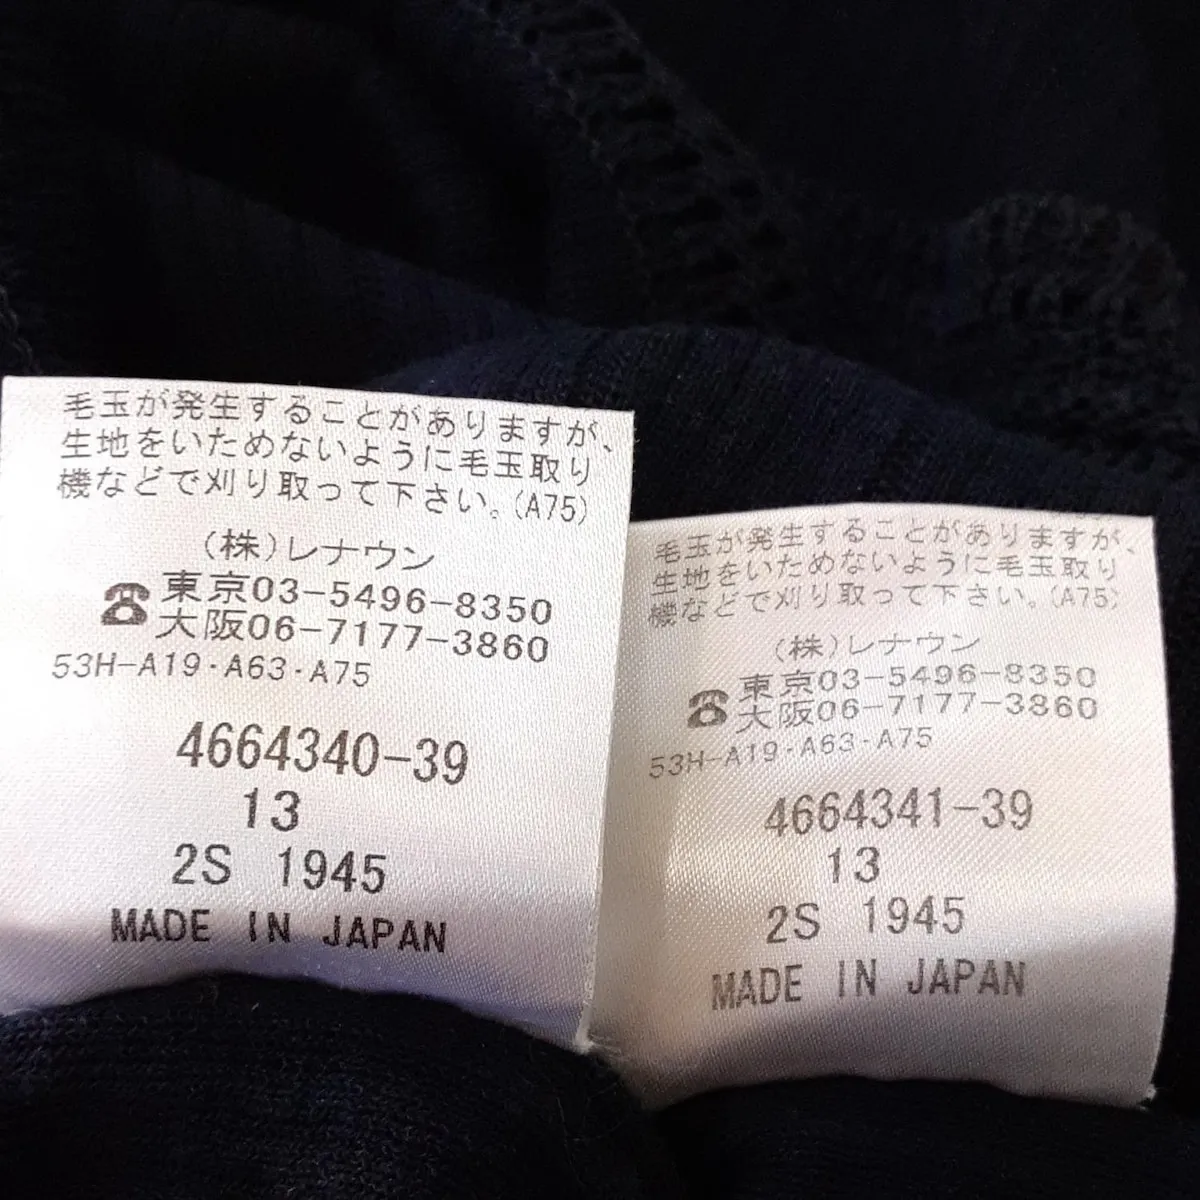 毛玉が発生することがありますが、
生地をいためないように毛玉取り
機などで刈り取って下さい。(A75)
(株)レナウン
☎東京03-5496-8350
大阪06-7177-3860
53H-A19・A63・A75
4664340-39
13
2S 1945
MADE IN JAPAN
毛玉が発生することがありますが、
生地をいためないように毛玉取り
機などで刈り取って下さい。(A75)
(株)レナウン
☎東京03-5496-8350
大阪06-7177-3860
53H-A19・A63・A75
4664341-39
13
2S 1945
MADE IN JAPAN